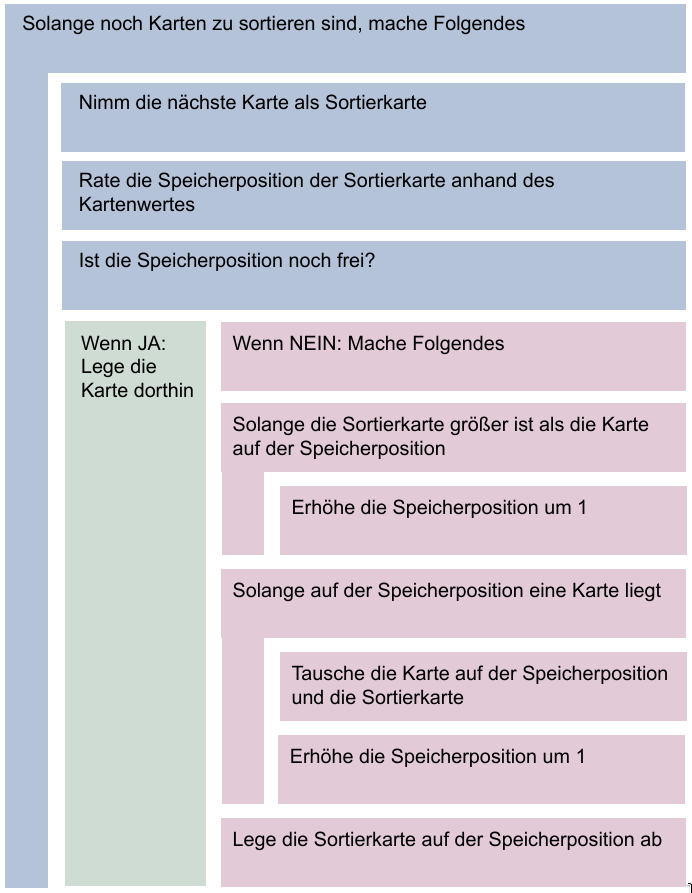 Solange noch Karten zu sortieren sind, mache Folgendes
Nimm die nächste Karte als Sortierkarte
Rate die Speicherposition der Sortierkarte anhand des
Kartenwertes
Ist die Speicherposition noch frei?
Wenn JA:
Lege die
Karte dorthin
Wenn NEIN: Mache Folgendes
Solange die Sortierkarte größer ist als die Karte
auf der Speicherposition
Erhöhe die Speicherposition um 1
Solange auf der Speicherposition eine Karte liegt
Tausche die Karte auf der Speicherposition
und die Sortierkarte
Erhöhe die Speicherposition um 1
Lege die Sortierkarte auf der Speicherposition ab